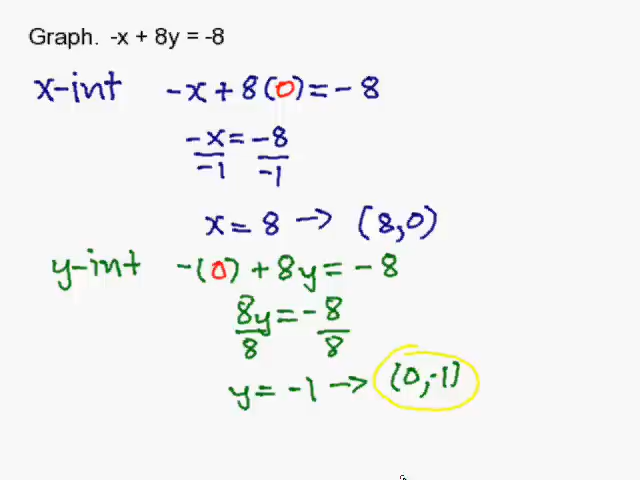 Graph. -x + 8y = -8
x-int -x + 8(0) = -8
-x = -8
-1 -1
x = 8 → (8,0)
y-int -(0) + 8y = -8
8y = -8
8 8
y = -1 → (0,-1)